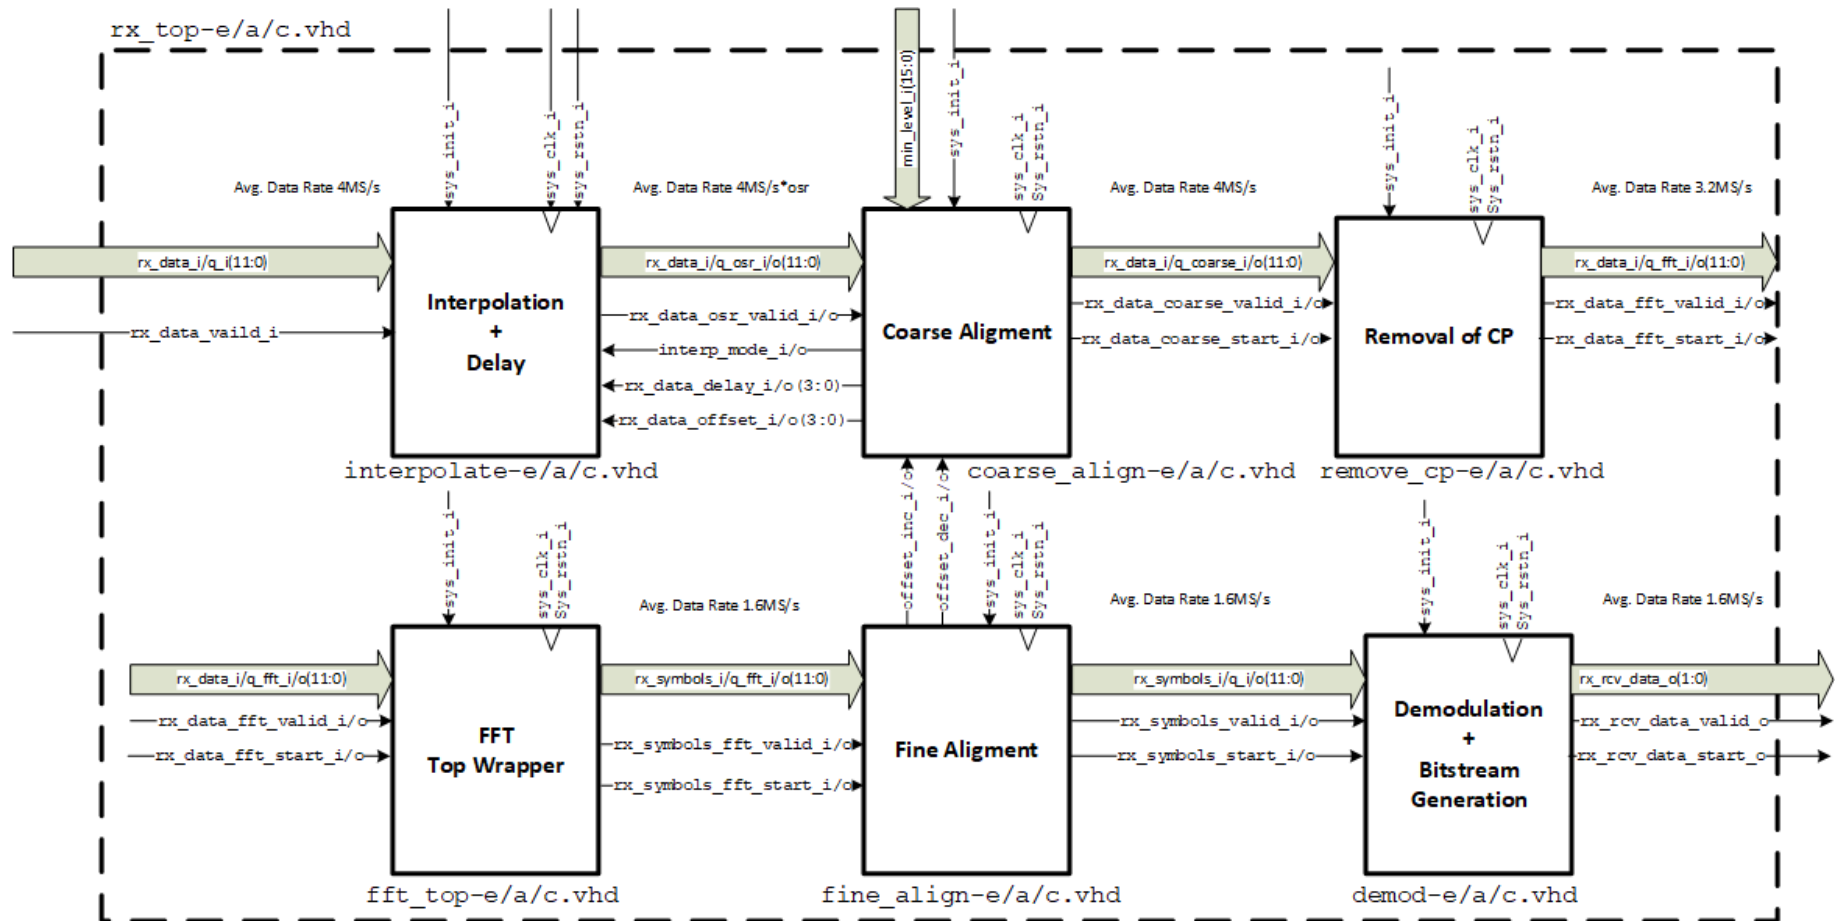 rx_top-e/a/c.vhd
sys_init_i
sys_clk_i
sys_rstn_i
min_level_i(15:0)
sys_init_i
sys_clk_i
Sys_rstn_i
sys_init_i
sys_clk_i
Sys_rstn_i
Avg. Data Rate 4MS/s
Avg. Data Rate 4MS/s*osr
Avg. Data Rate 4MS/s
Avg. Data Rate 3.2MS/s
rx_data_i/q_i(11:0)
rx_data_vaild_i
Interpolation
+
Delay
rx_data_i/q_osr_i/o(11:0)
rx_data_osr_valid_i/o
interp_mode_i/o
rx_data_delay_i/o(3:0)
rx_data_offset_i/o(3:0)
Coarse Aligment
rx_data_i/q_coarse_i/o(11:0)
rx_data_coarse_valid_i/o
rx_data_coarse_start_i/o
Removal of CP
rx_data_i/q_fft_i/o(11:0)
rx_data_fft_valid_i/o
rx_data_fft_start_i/o
interpolate-e/a/c.vhd
coarse_align-e/a/c.vhd
remove_cp-e/a/c.vhd
sys_init_i
sys_clk_i
Sys_rstn_i
offset_inc_i/o
offset_dec_i/o
sys_init_i
sys_clk_i
Sys_rstn_i
sys_init_i
sys_clk_i
Sys_rstn_i
Avg. Data Rate 1.6MS/s
Avg. Data Rate 1.6MS/s
Avg. Data Rate 1.6MS/s
rx_data_i/q_fft_i/o(11:0)
rx_data_fft_valid_i/o
rx_data_fft_start_i/o
FFT
Top Wrapper
rx_symbols_i/q_fft_i/o(11:0)
rx_symbols_fft_valid_i/o
rx_symbols_fft_start_i/o
Fine Aligment
rx_symbols_i/q_i/o(11:0)
rx_symbols_valid_i/o
rx_symbols_start_i/o
Demodulation
+
Bitstream
Generation
rx_rcv_data_o(1:0)
rx_rcv_data_valid_o
rx_rcv_data_start_o
fft_top-e/a/c.vhd
fine_align-e/a/c.vhd
demod-e/a/c.vhd